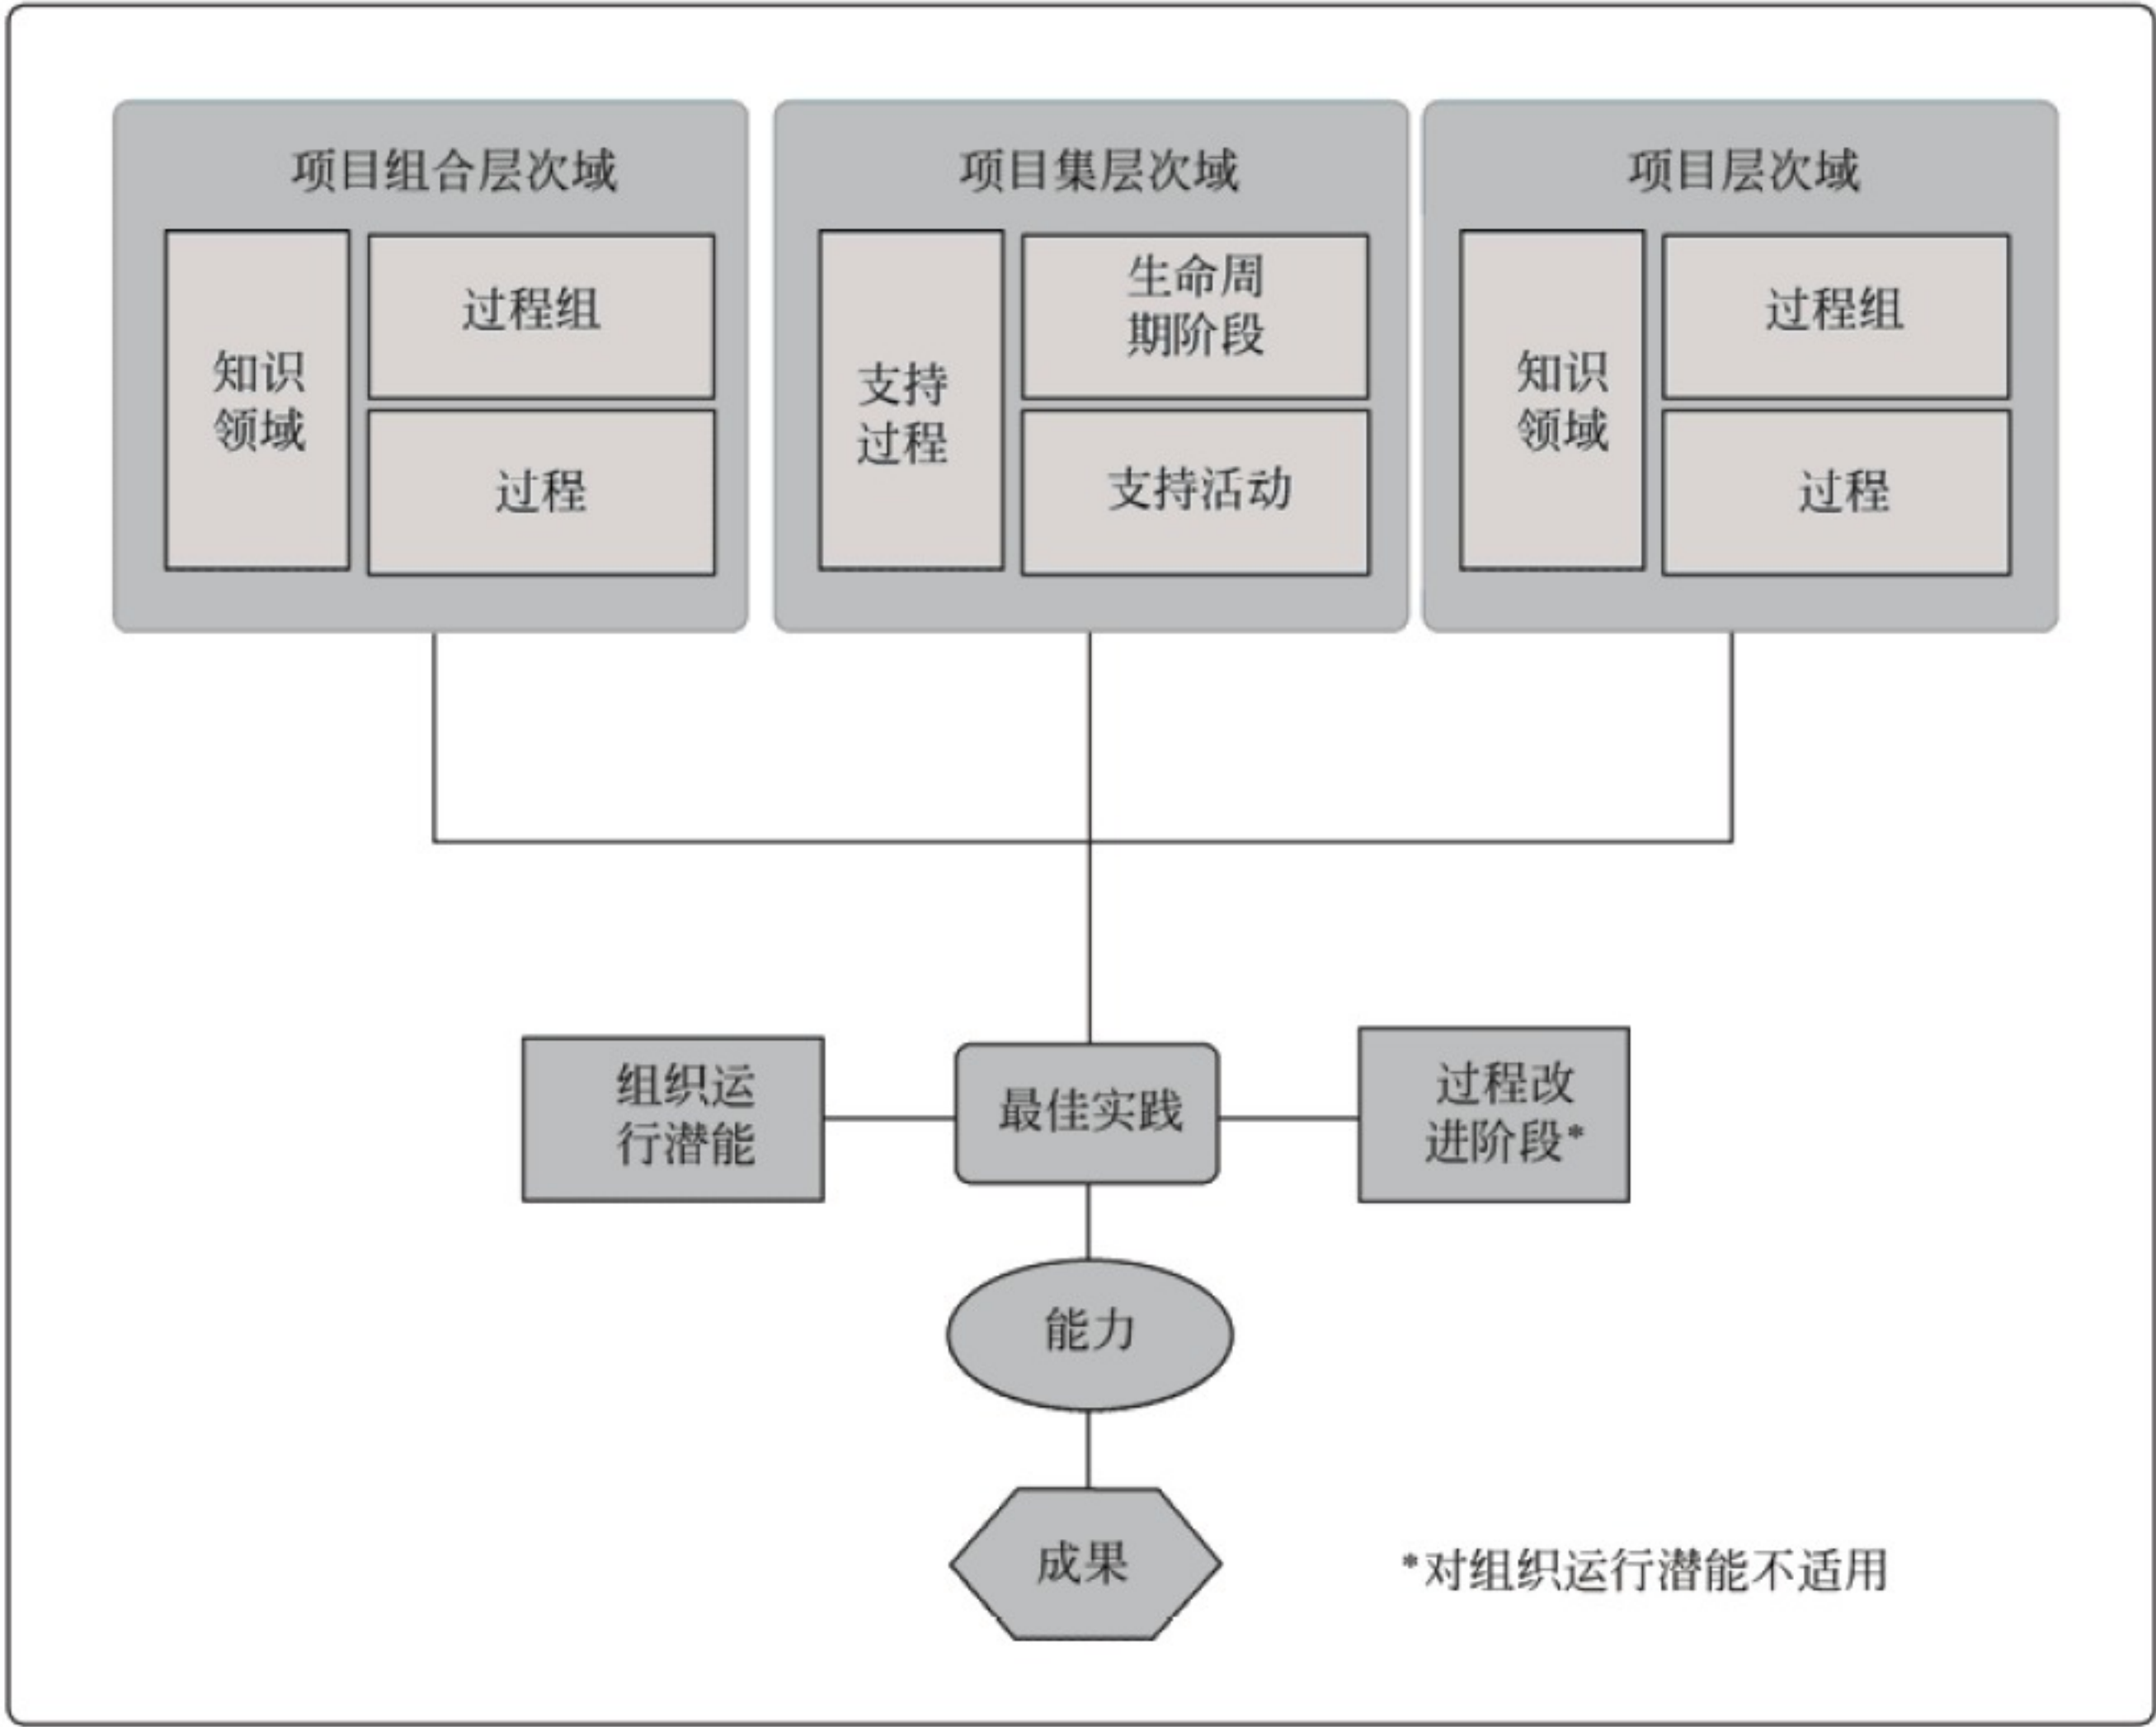 项目组合层次域
知识
领域
过程组
过程
项目集层次域
支持
过程
生命周
期阶段
支持活动
项目层次域
知识
领域
过程组
过程
组织运
行潜能
最佳实践
过程改
进阶段*
能力
成果
*对组织运行潜能不适用